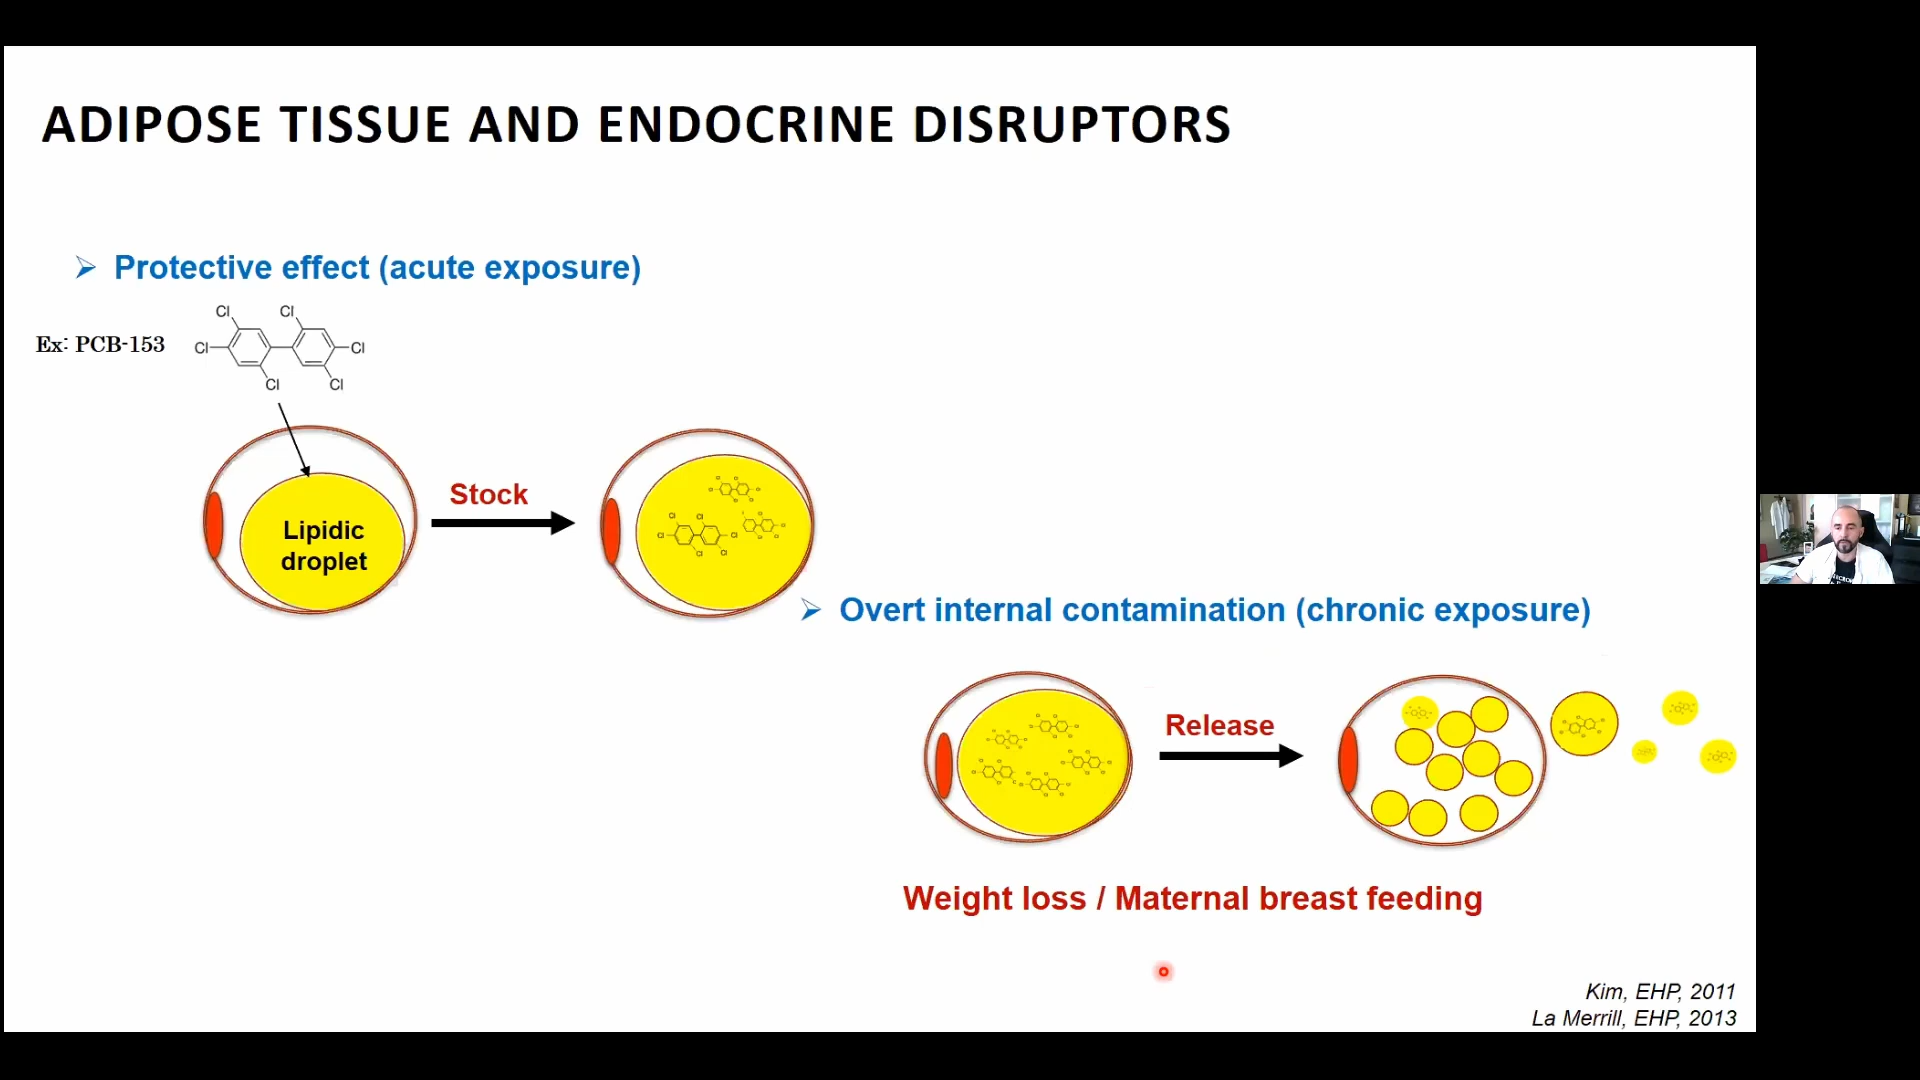 ADIPOSE TISSUE AND ENDOCRINE DISRUPTORS
Protective effect (acute exposure)
Ex: PCB-153
Cl
Cl
Cl
Cl
Cl
Cl
Lipidic
droplet
Stock
Overt internal contamination (chronic exposure)
Release
Weight loss / Maternal breast feeding
Kim, EHP, 2011
La Merrill, EHP, 2013